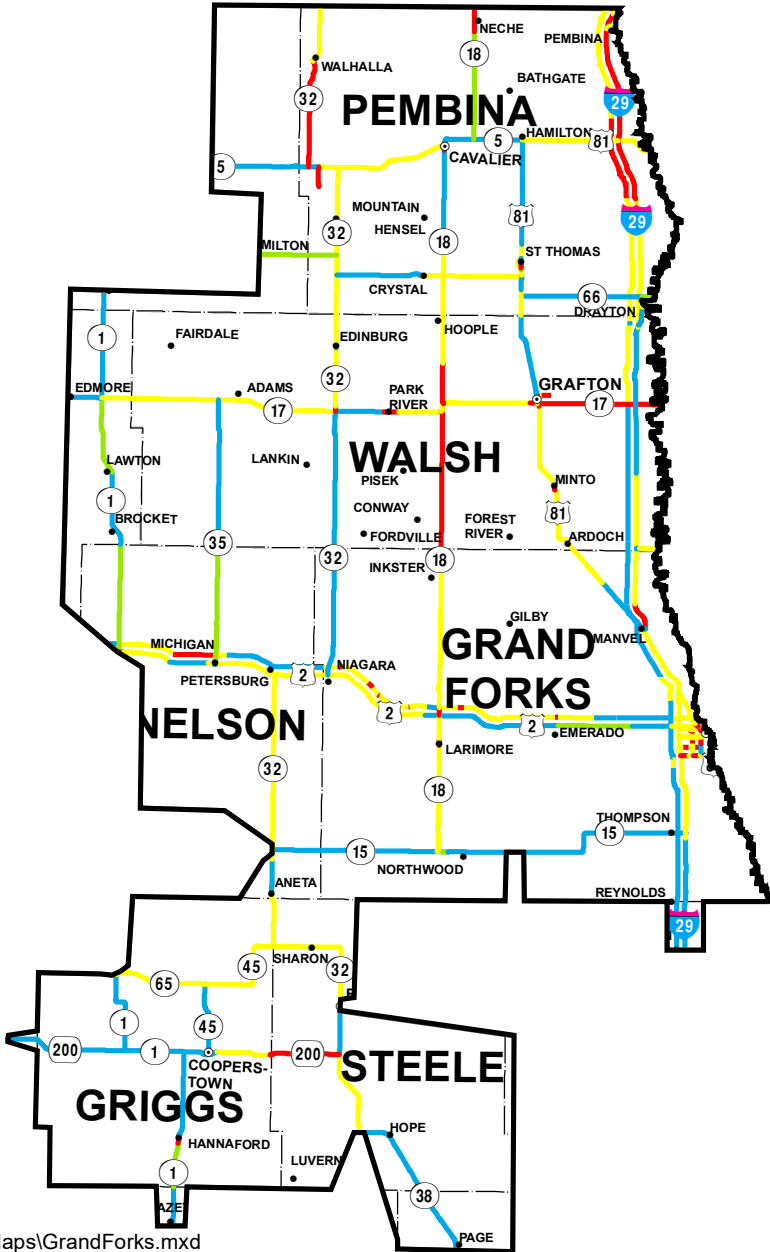 NECHE
PEMBINA
18
WALHALLA
BATHGATE
32
PEMBINA
29
5
HAMILTON
81
5
CAVALIER
MOUNTAIN
HENSEL
81
29
32
18
MILTON
ST THOMAS
CRYSTAL
66
DRAYTON
1
FAIRDALE
EDINBURG
HOOPLE
32
EDMORE
ADAMS
PARK
RIVER
GRAFTON
17
17
LAWTON
LANKIN
WALSH
PISEK
MINTO
1
BROCKET
CONWAY
81
FORDVILLE
FOREST
RIVER
ARDOCH
35
32
18
INKSTER
GILBY
MICHIGAN
GRAND
FORKS
MANVEL
PETERSBURG
2
NIAGARA
2
2
EMERADO
NELSON
LARIMORE
32
18
THOMPSON
15
15
NORTHWOOD
ANETA
REYNOLDS
29
SHARON
45
32
65
1
45
200
1
200
COOPERS-
TOWN
STEELE
GRIGGS
HOPE
HANNAFORD
LUVERN
1
38
PAGE
aps\GrandForks.mxd